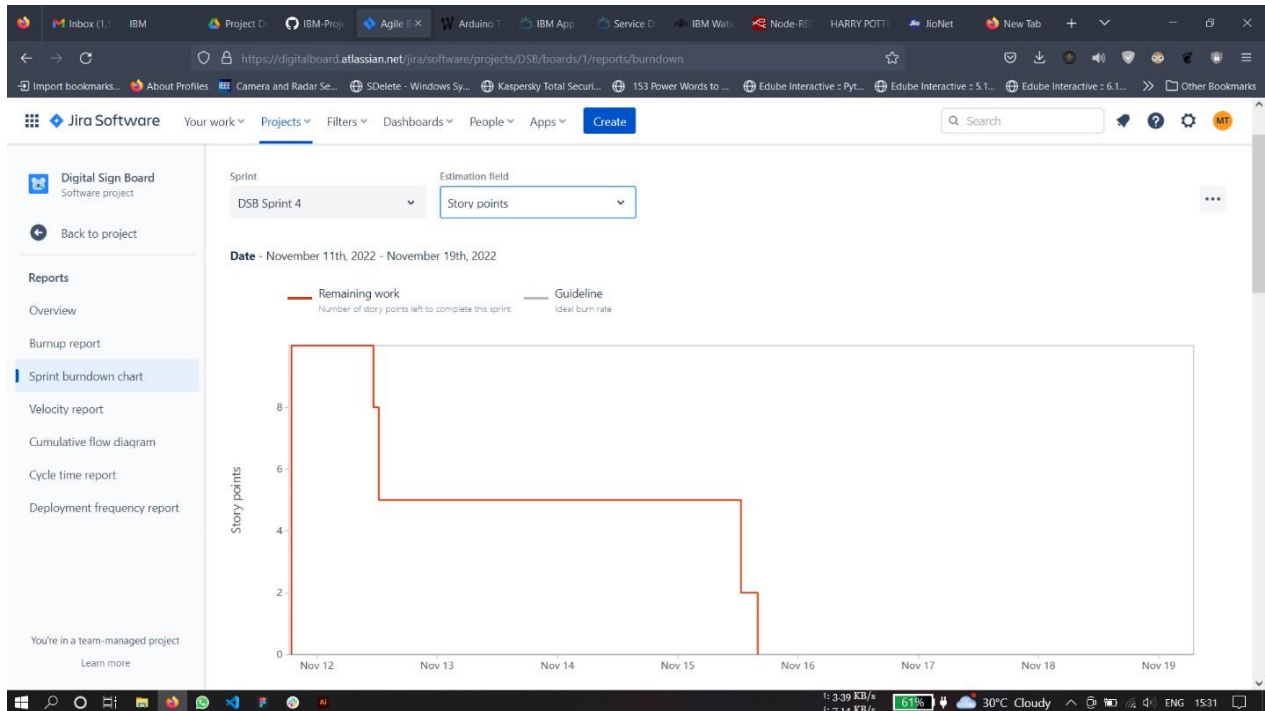 Inbox (1,1 IBM Project D IBM-Proj Agile B Arduino T IBM App Service D IBM Wats Node-RE HARRY POTT JioNet New Tab
https://digitalboard.atlassian.net/jira/software/projects/DSB/boards/1/reports/burndown
Import bookmarks... About Profiles Camera and Radar Se... SDelete - Windows Sy... Kaspersky Total Securi... 153 Power Words to ... Edube Interactive :: Pyt... Edube Interactive :: 5.1... Edube Interactive :: 6.1... Other Bookmarks
Jira Software Your work Projects Filters Dashboards People Apps Create Search MT
Digital Sign Board
Software project
Back to project
Reports
Overview
Burnup report
Sprint burndown chart
Velocity report
Cumulative flow diagram
Cycle time report
Deployment frequency report
You're in a team-managed project
Learn more
Sprint Estimation field
DSB Sprint 4 Story points
Date - November 11th, 2022 - November 19th, 2022
Remaining work Guideline
Number of story points left to complete this sprint Ideal burn rate
Story points
8
6
4
2
0
Nov 12 Nov 13 Nov 14 Nov 15 Nov 16 Nov 17 Nov 18 Nov 19
3.39 KB/s
7.14 KB/s
61% 30°C Cloudy ENG 15:31